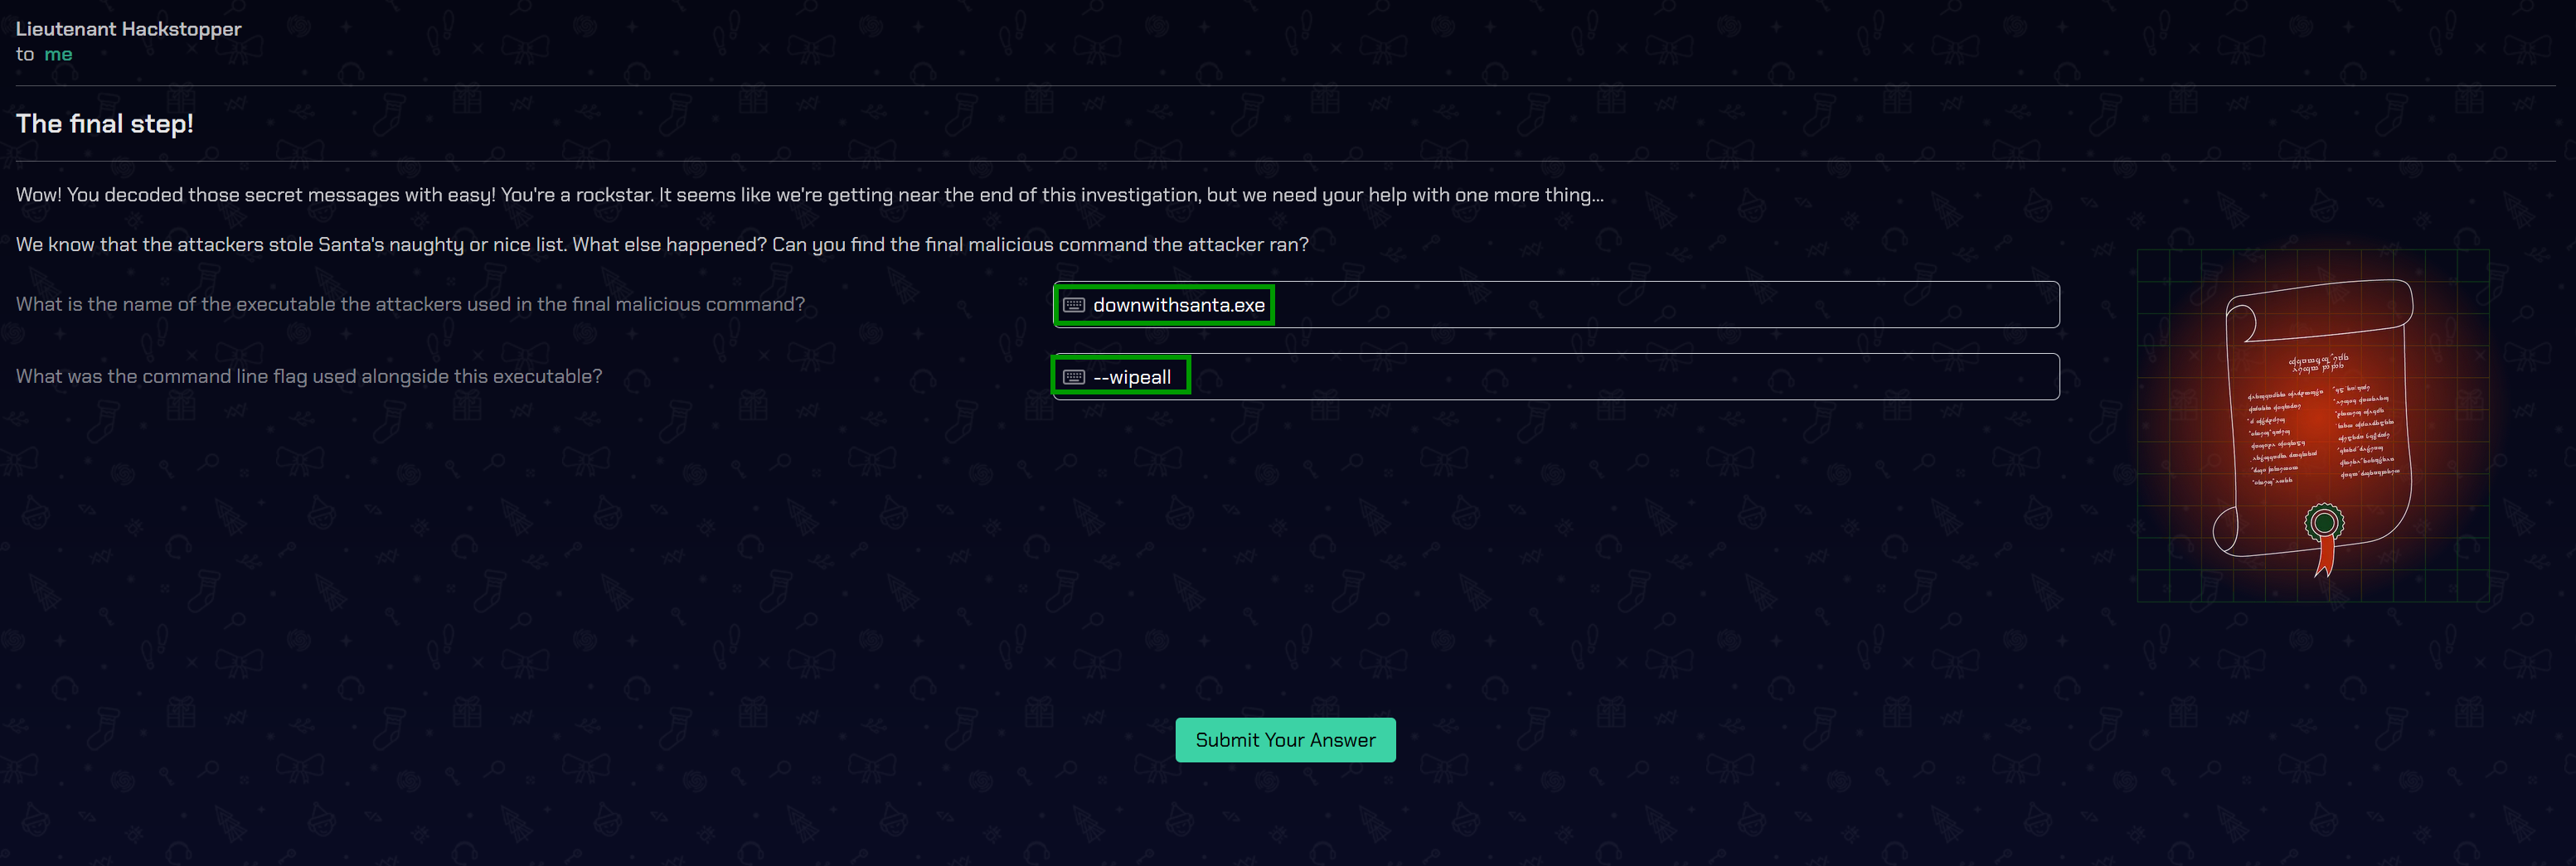 Lieutenant Hackstopper
to me
The final step!
Wow! You decoded those secret messages with easy! You're a rockstar. It seems like we're getting near the end of this investigation, but we need your help with one more thing...
We know that the attackers stole Santa's naughty or nice list. What else happened? Can you find the final malicious command the attacker ran?
What is the name of the executable the attackers used in the final malicious command?
downwithsanta.exe
What was the command line flag used alongside this executable?
--wipeall
Submit Your Answer